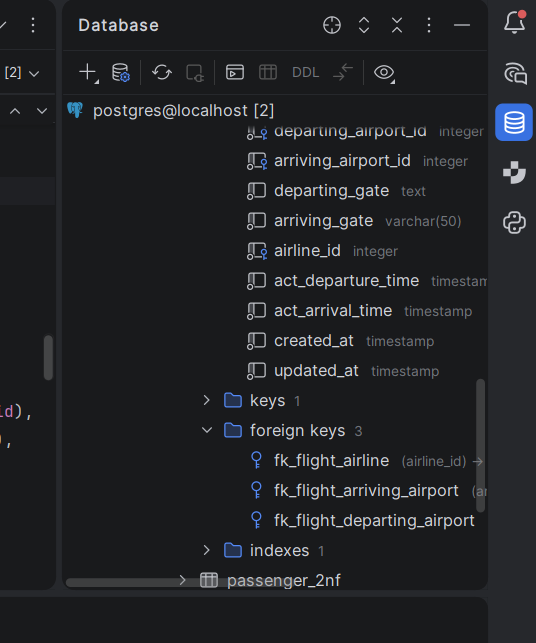 Database
[2]
DDL
postgres@localhost [2]
departing_airport_id integer
arriving_airport_id integer
departing_gate text
arriving_gate varchar(50)
airline_id integer
act_departure_time timestam
act_arrival_time timestamp
created_at timestamp
updated_at timestamp
keys 1
id),
foreign keys 3
),
fk_flight_airline (airline_id) →
fk_flight_arriving_airport (ar
fk_flight_departing_airport
indexes 1
passenger_2nf